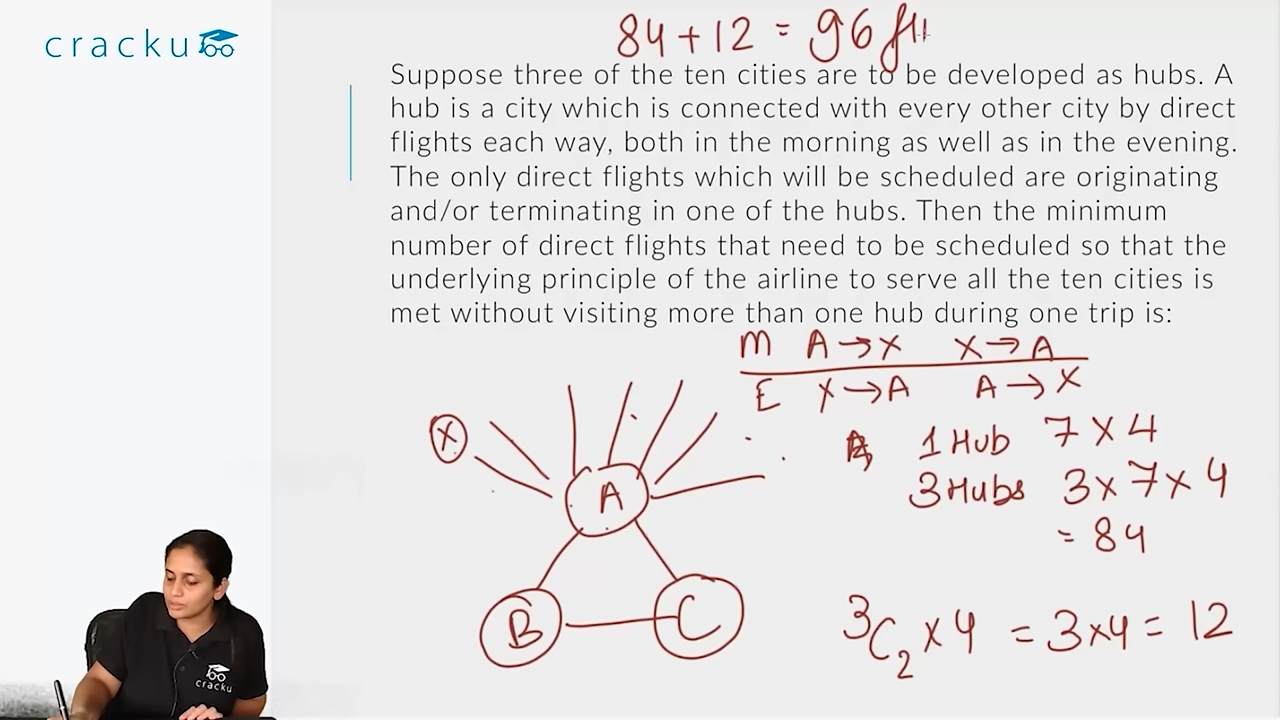 cracku
84 + 12 = 96 fli
Suppose three of the ten cities are to be developed as hubs. A
hub is a city which is connected with every other city by direct
flights each way, both in the morning as well as in the evening.
The only direct flights which will be scheduled are originating
and/or terminating in one of the hubs. Then the minimum
number of direct flights that need to be scheduled so that the
underlying principle of the airline to serve all the ten cities is
met without visiting more than one hub during one trip is:
M A → X X → A
E X → A A → X
X
1 Hub 7 x 4
3 Hubs 3 x 7 x 4
= 84
A
B C
³C₂ x 4 = 3x4 = 12
cracku